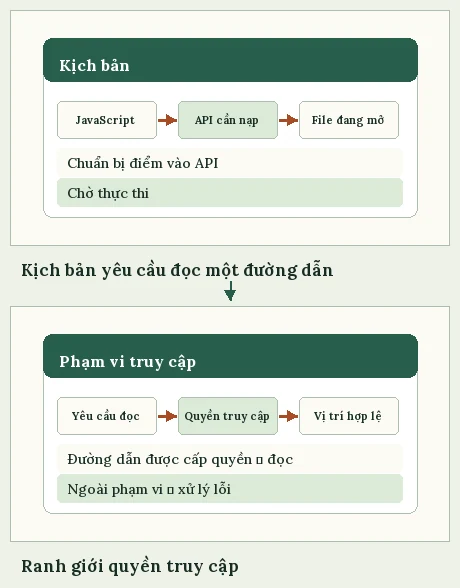 Kịch bản
JavaScript
API cần nạp
File đang mở
Chuẩn bị điểm vào API
Chờ thực thi
Kịch bản yêu cầu đọc một đường dẫn
Phạm vi truy cập
Yêu cầu đọc
Quyền truy cập
Vị trí hợp lệ
Đường dẫn được cấp quyền ▯ đọc
Ngoài phạm vi ▯ xử lý lỗi
Ranh giới quyền truy cập